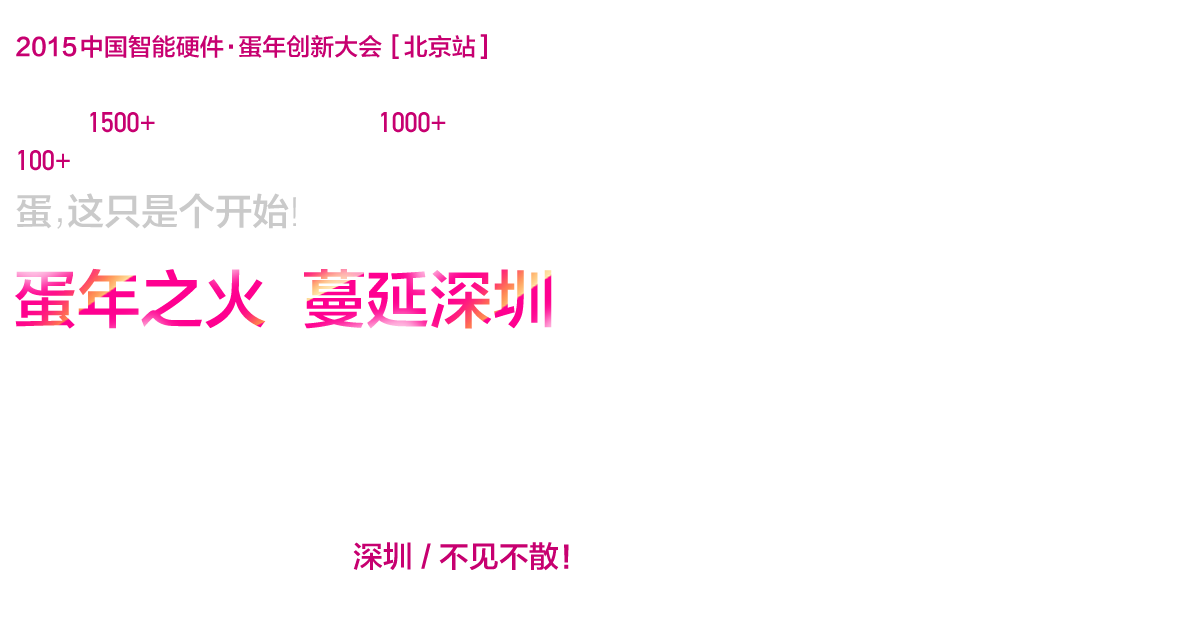 2015中国智能硬件·蛋年创新大会 [北京站]
1500+ 1000+
100+
蛋,这只是个开始!
蛋年之火 蔓延深圳
深圳 / 不见不散!